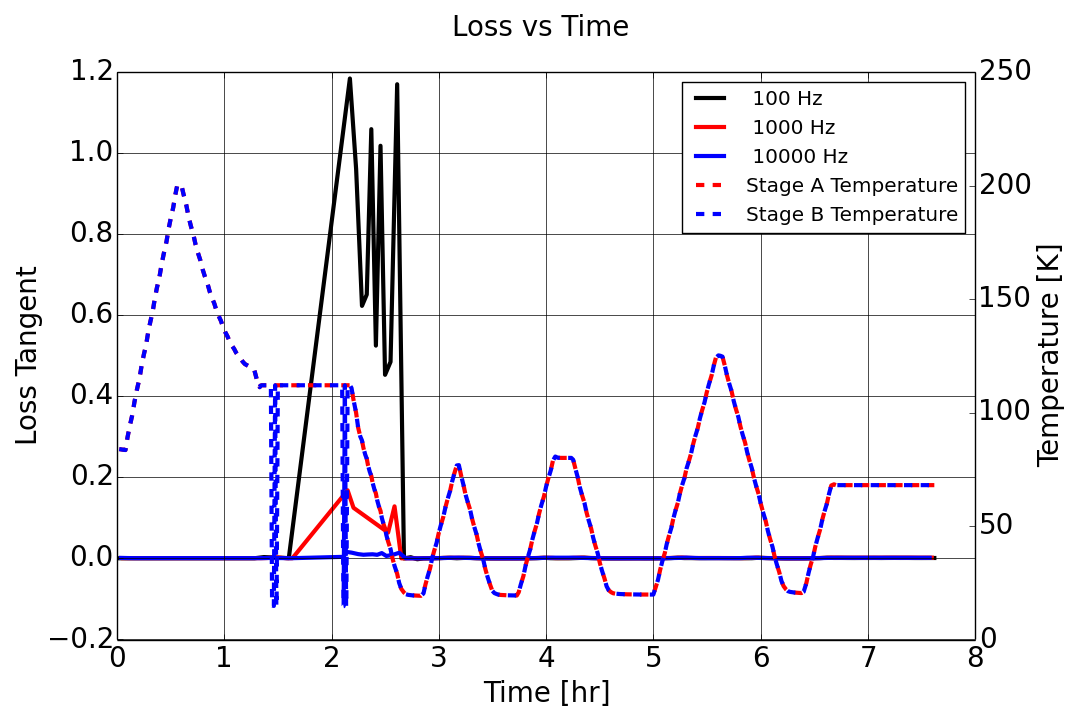 Loss vs Time
1.2
1.0
0.8
0.6
0.4
0.2
0.0
−0.2
Loss Tangent
100 Hz
1000 Hz
10000 Hz
Stage A Temperature
Stage B Temperature
250
200
150
100
50
0
Temperature [K]
0 1 2 3 4 5 6 7 8
Time [hr]